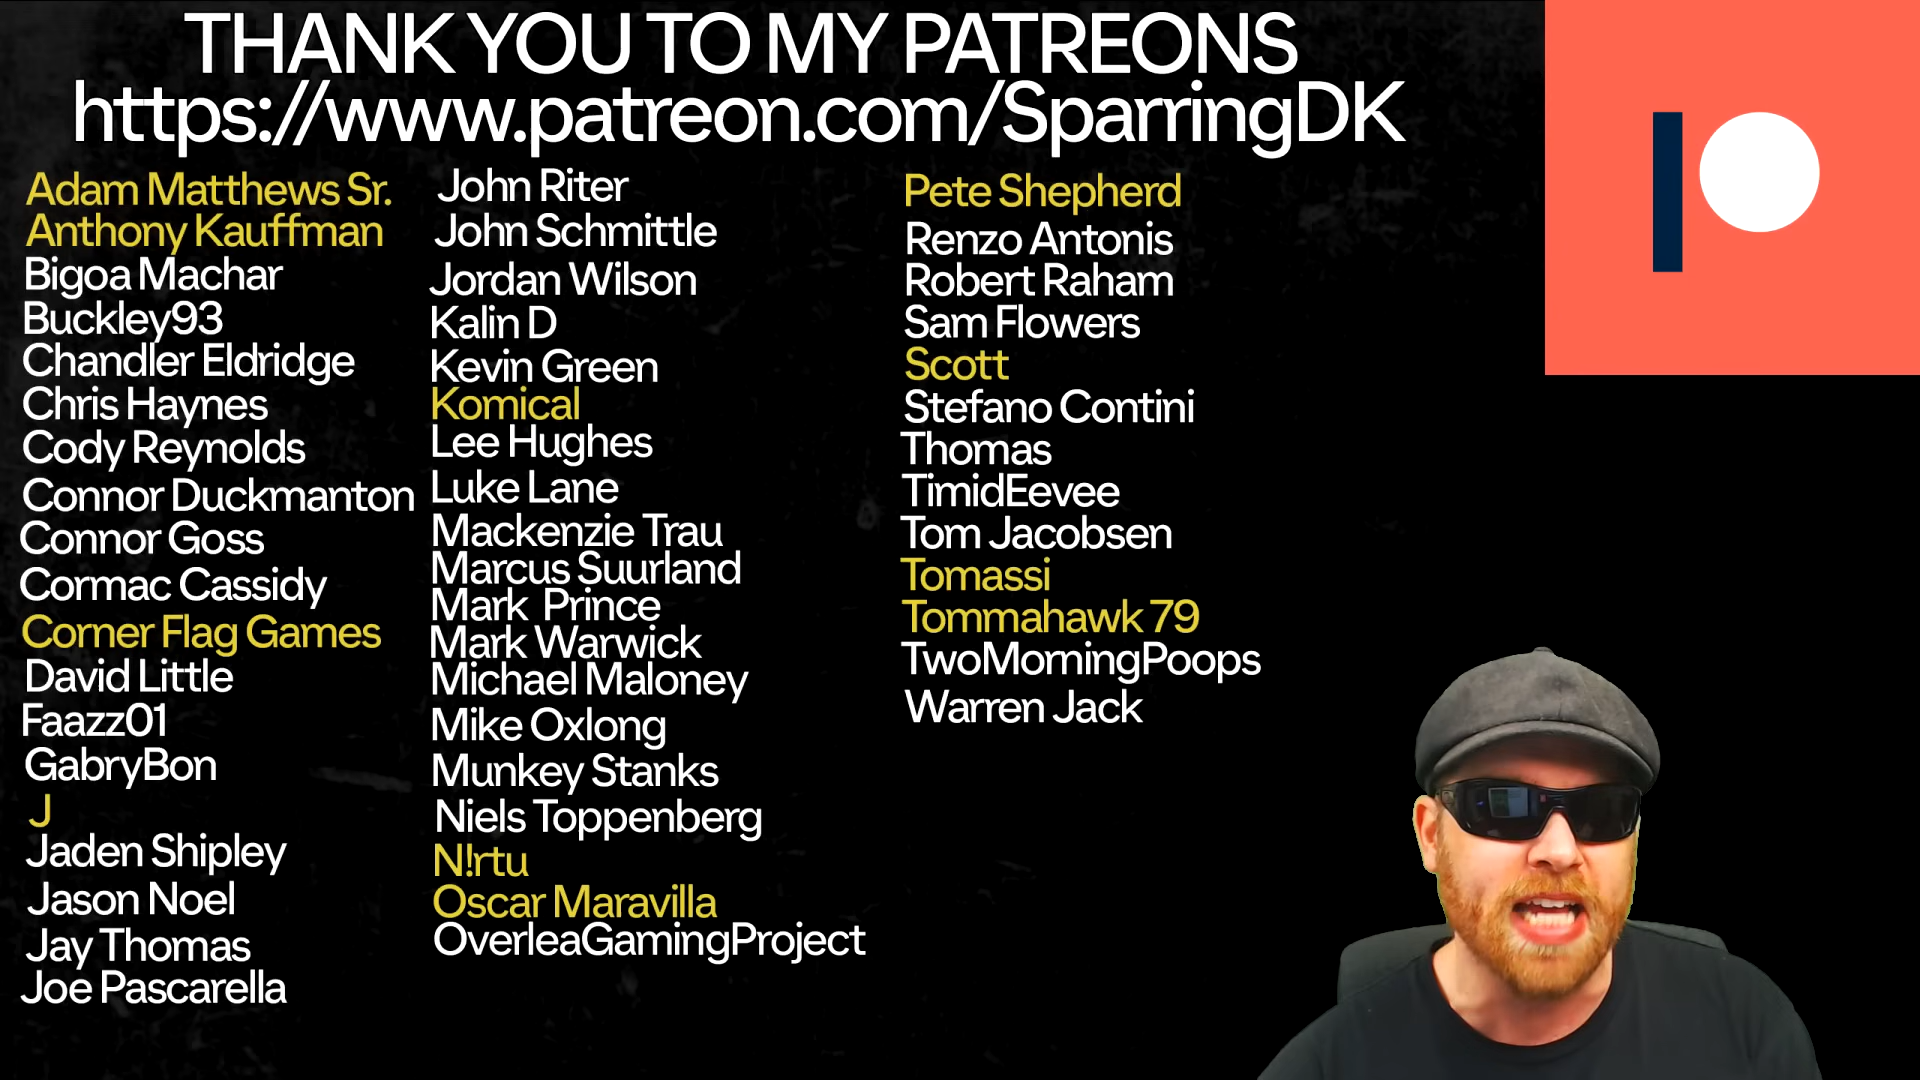 THANK YOU TO MY PATREONS
https://www.patreon.com/SparringDK
Adam Matthews Sr.
Anthony Kauffman
Bigoa Machar
Buckley93
Chandler Eldridge
Chris Haynes
Cody Reynolds
Connor Duckmanton
Connor Goss
Cormac Cassidy
Corner Flag Games
David Little
Faazz01
GabryBon
J
Jaden Shipley
Jason Noel
Jay Thomas
Joe Pascarella
John Riter
John Schmittle
Jordan Wilson
Kalin D
Kevin Green
Komical
Lee Hughes
Luke Lane
Mackenzie Trau
Marcus Suurland
Mark Prince
Mark Warwick
Michael Maloney
Mike Oxlong
Munkey Stanks
Niels Toppenberg
N!rtu
Oscar Maravilla
OverleaGamingProject
Pete Shepherd
Renzo Antonis
Robert Raham
Sam Flowers
Scott
Stefano Contini
Thomas
TimidEevee
Tom Jacobsen
Tomassi
Tommahawk 79
TwoMorningPoops
Warren Jack